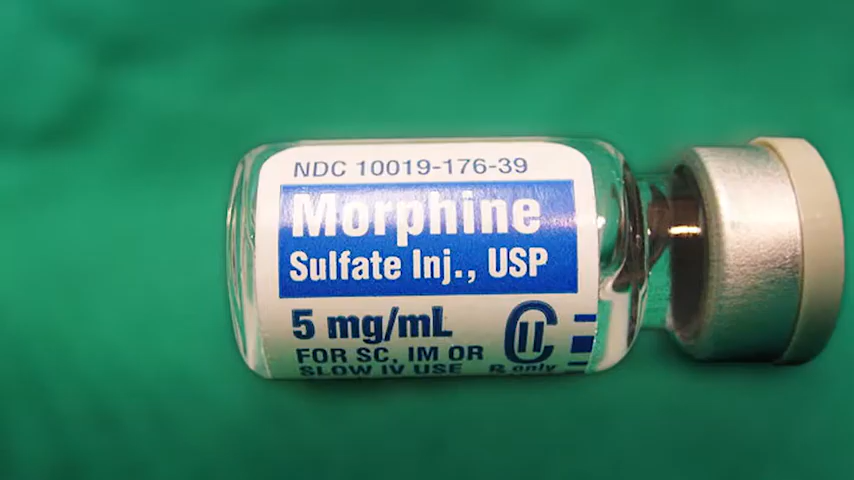 NDC 10019-176-39
Morphine
Sulfate Inj., USP
5 mg/mL
CII
FOR SC, IM OR
SLOW IV USE
Rx only